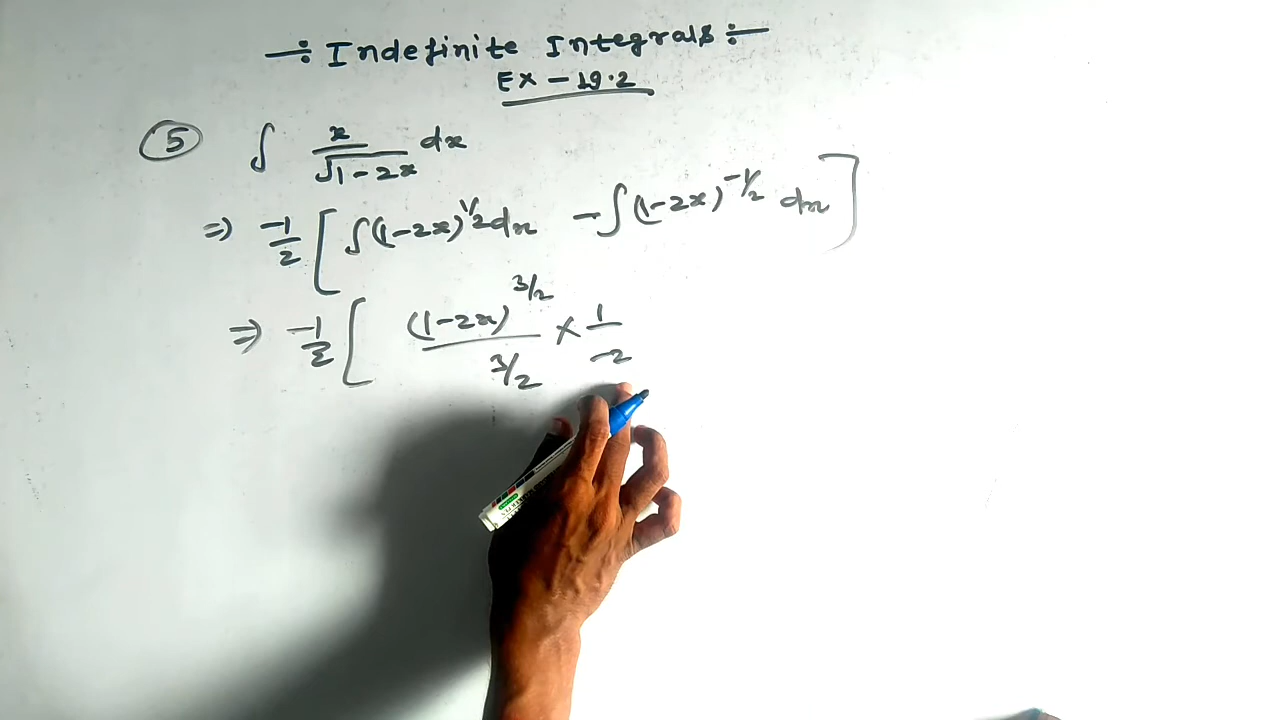 ÷ Indefinite Integrals ÷
EX - 19.2
(5) ∫ x/√(1-2x) dx
=> -1/2 [ ∫(1-2x)^1/2 dx - ∫(1-2x)^-1/2 dx ]
=> -1/2 [ (1-2x)^3/2 / 3/2 × 1/-2